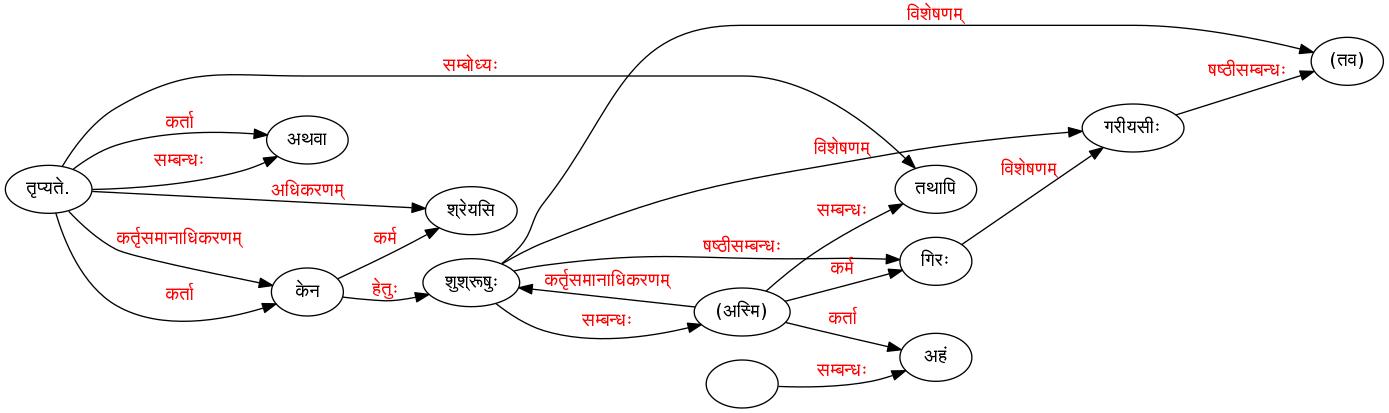 विशेषणम्
(तव)
सम्बोध्यः
षष्ठीसम्बन्धः
कर्ता
अथवा
गरीयसीः
सम्बन्धः
विशेषणम्
विशेषणम्
तृप्यते.
अधिकरणम्
तथापि
श्रेयसि
सम्बन्धः
कर्तृसमानाधिकरणम्
कर्म
षष्ठीसम्बन्धः
गिरः
कर्म
केन
हेतुः
शुश्रूषुः
कर्तृसमानाधिकरणम्
कर्ता
(अस्मि)
सम्बन्धः
कर्ता
अहं
सम्बन्धः